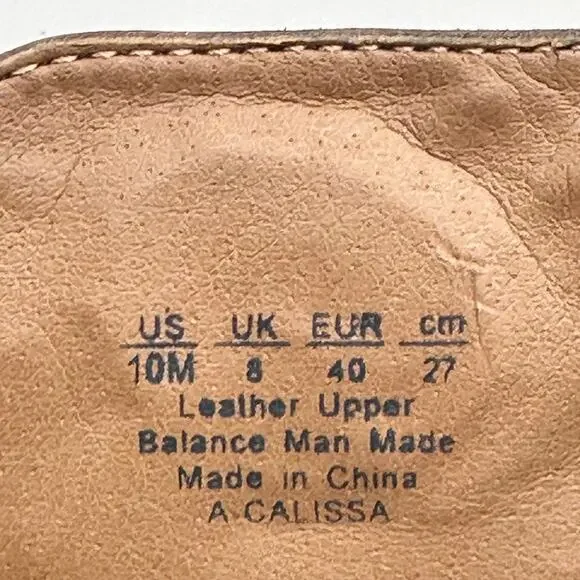 US UK EUR cm
10M 8 40 27
Leather Upper
Balance Man Made
Made in China
A CALISSA